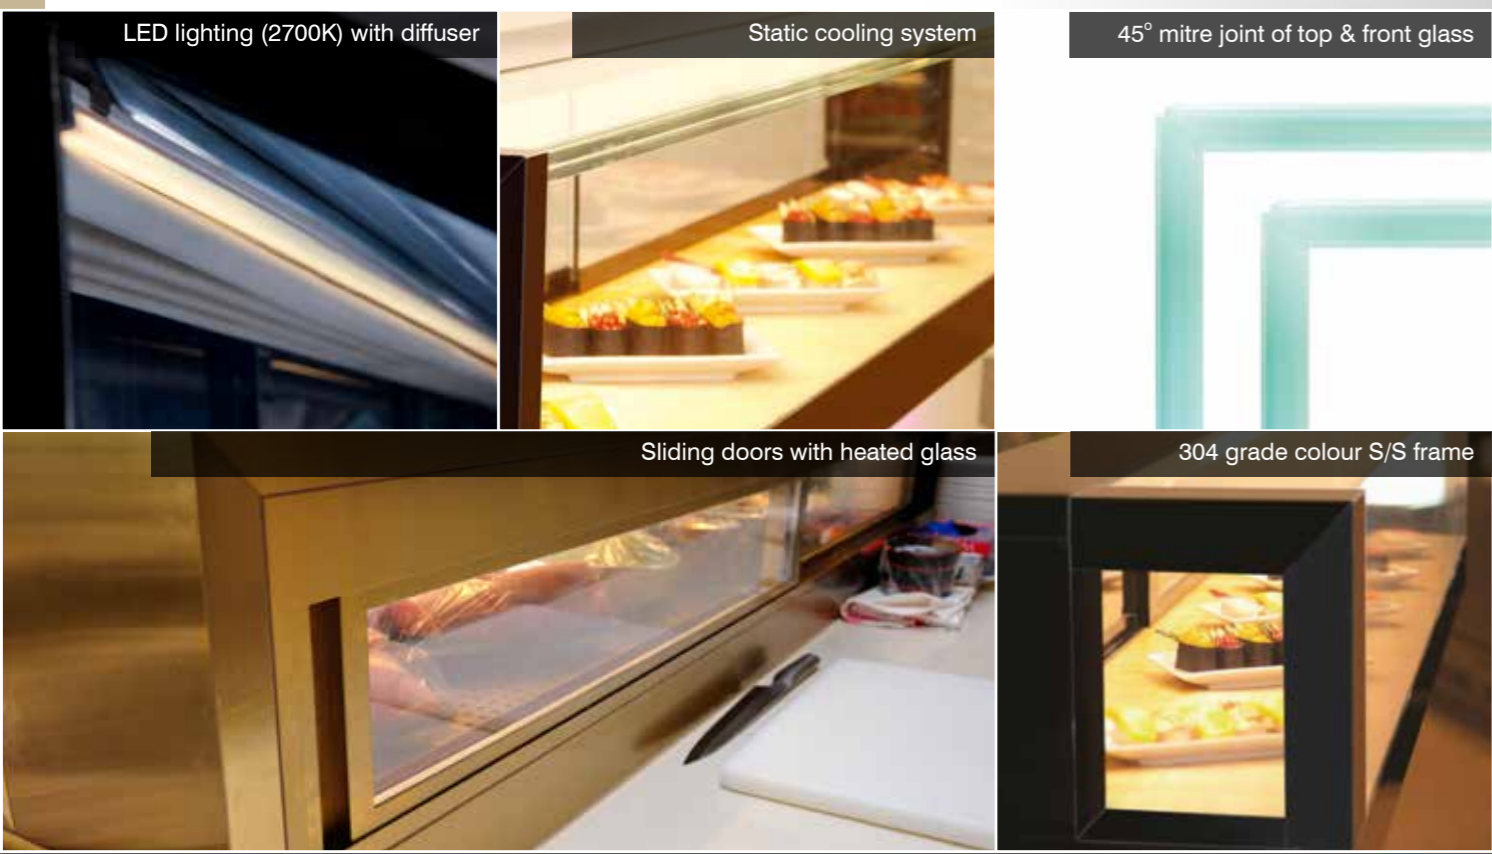 LED lighting (2700K) with diffuser
Static cooling system
45° mitre joint of top & front glass
Sliding doors with heated glass
304 grade colour S/S frame